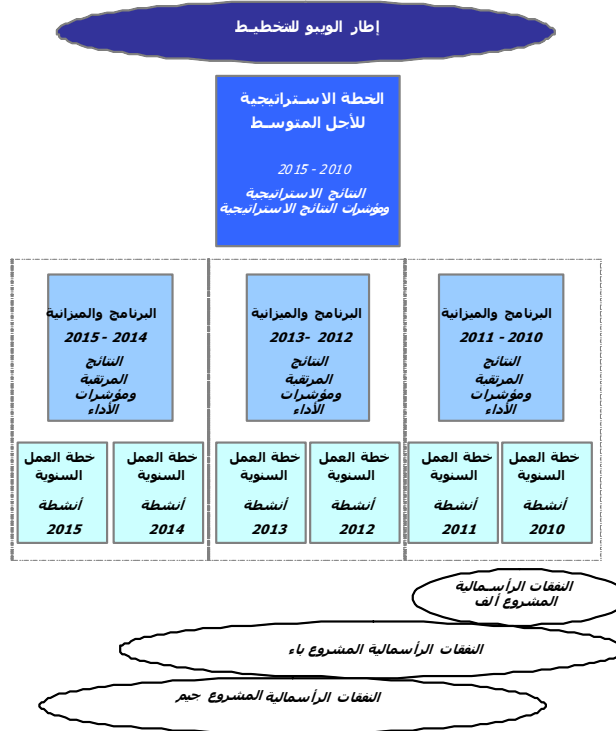 إطار الويبو للتخطيط
الخطة الاستراتيجية
للأجل المتوسط
2010 - 2015
النتائج الاستراتيجية
ومؤشرات النتائج الاستراتيجية
البرنامج والميزانية
2010 - 2011
النتائج
المرتقبة
ومؤشرات
الأداء
البرنامج والميزانية
2012 -2013
النتائج
المرتقبة
ومؤشرات
الأداء
البرنامج والميزانية
2014 - 2015
النتائج
المرتقبة
ومؤشرات
الأداء
خطة العمل
السنوية
أنشطة
2010
خطة العمل
السنوية
أنشطة
2011
خطة العمل
السنوية
أنشطة
2012
خطة العمل
السنوية
أنشطة
2013
خطة العمل
السنوية
أنشطة
2014
خطة العمل
السنوية
أنشطة
2015
النفقات الرأسمالية
المشروع ألف
النفقات الرأسمالية المشروع باء
النفقات الرأسمالية المشروع جيم